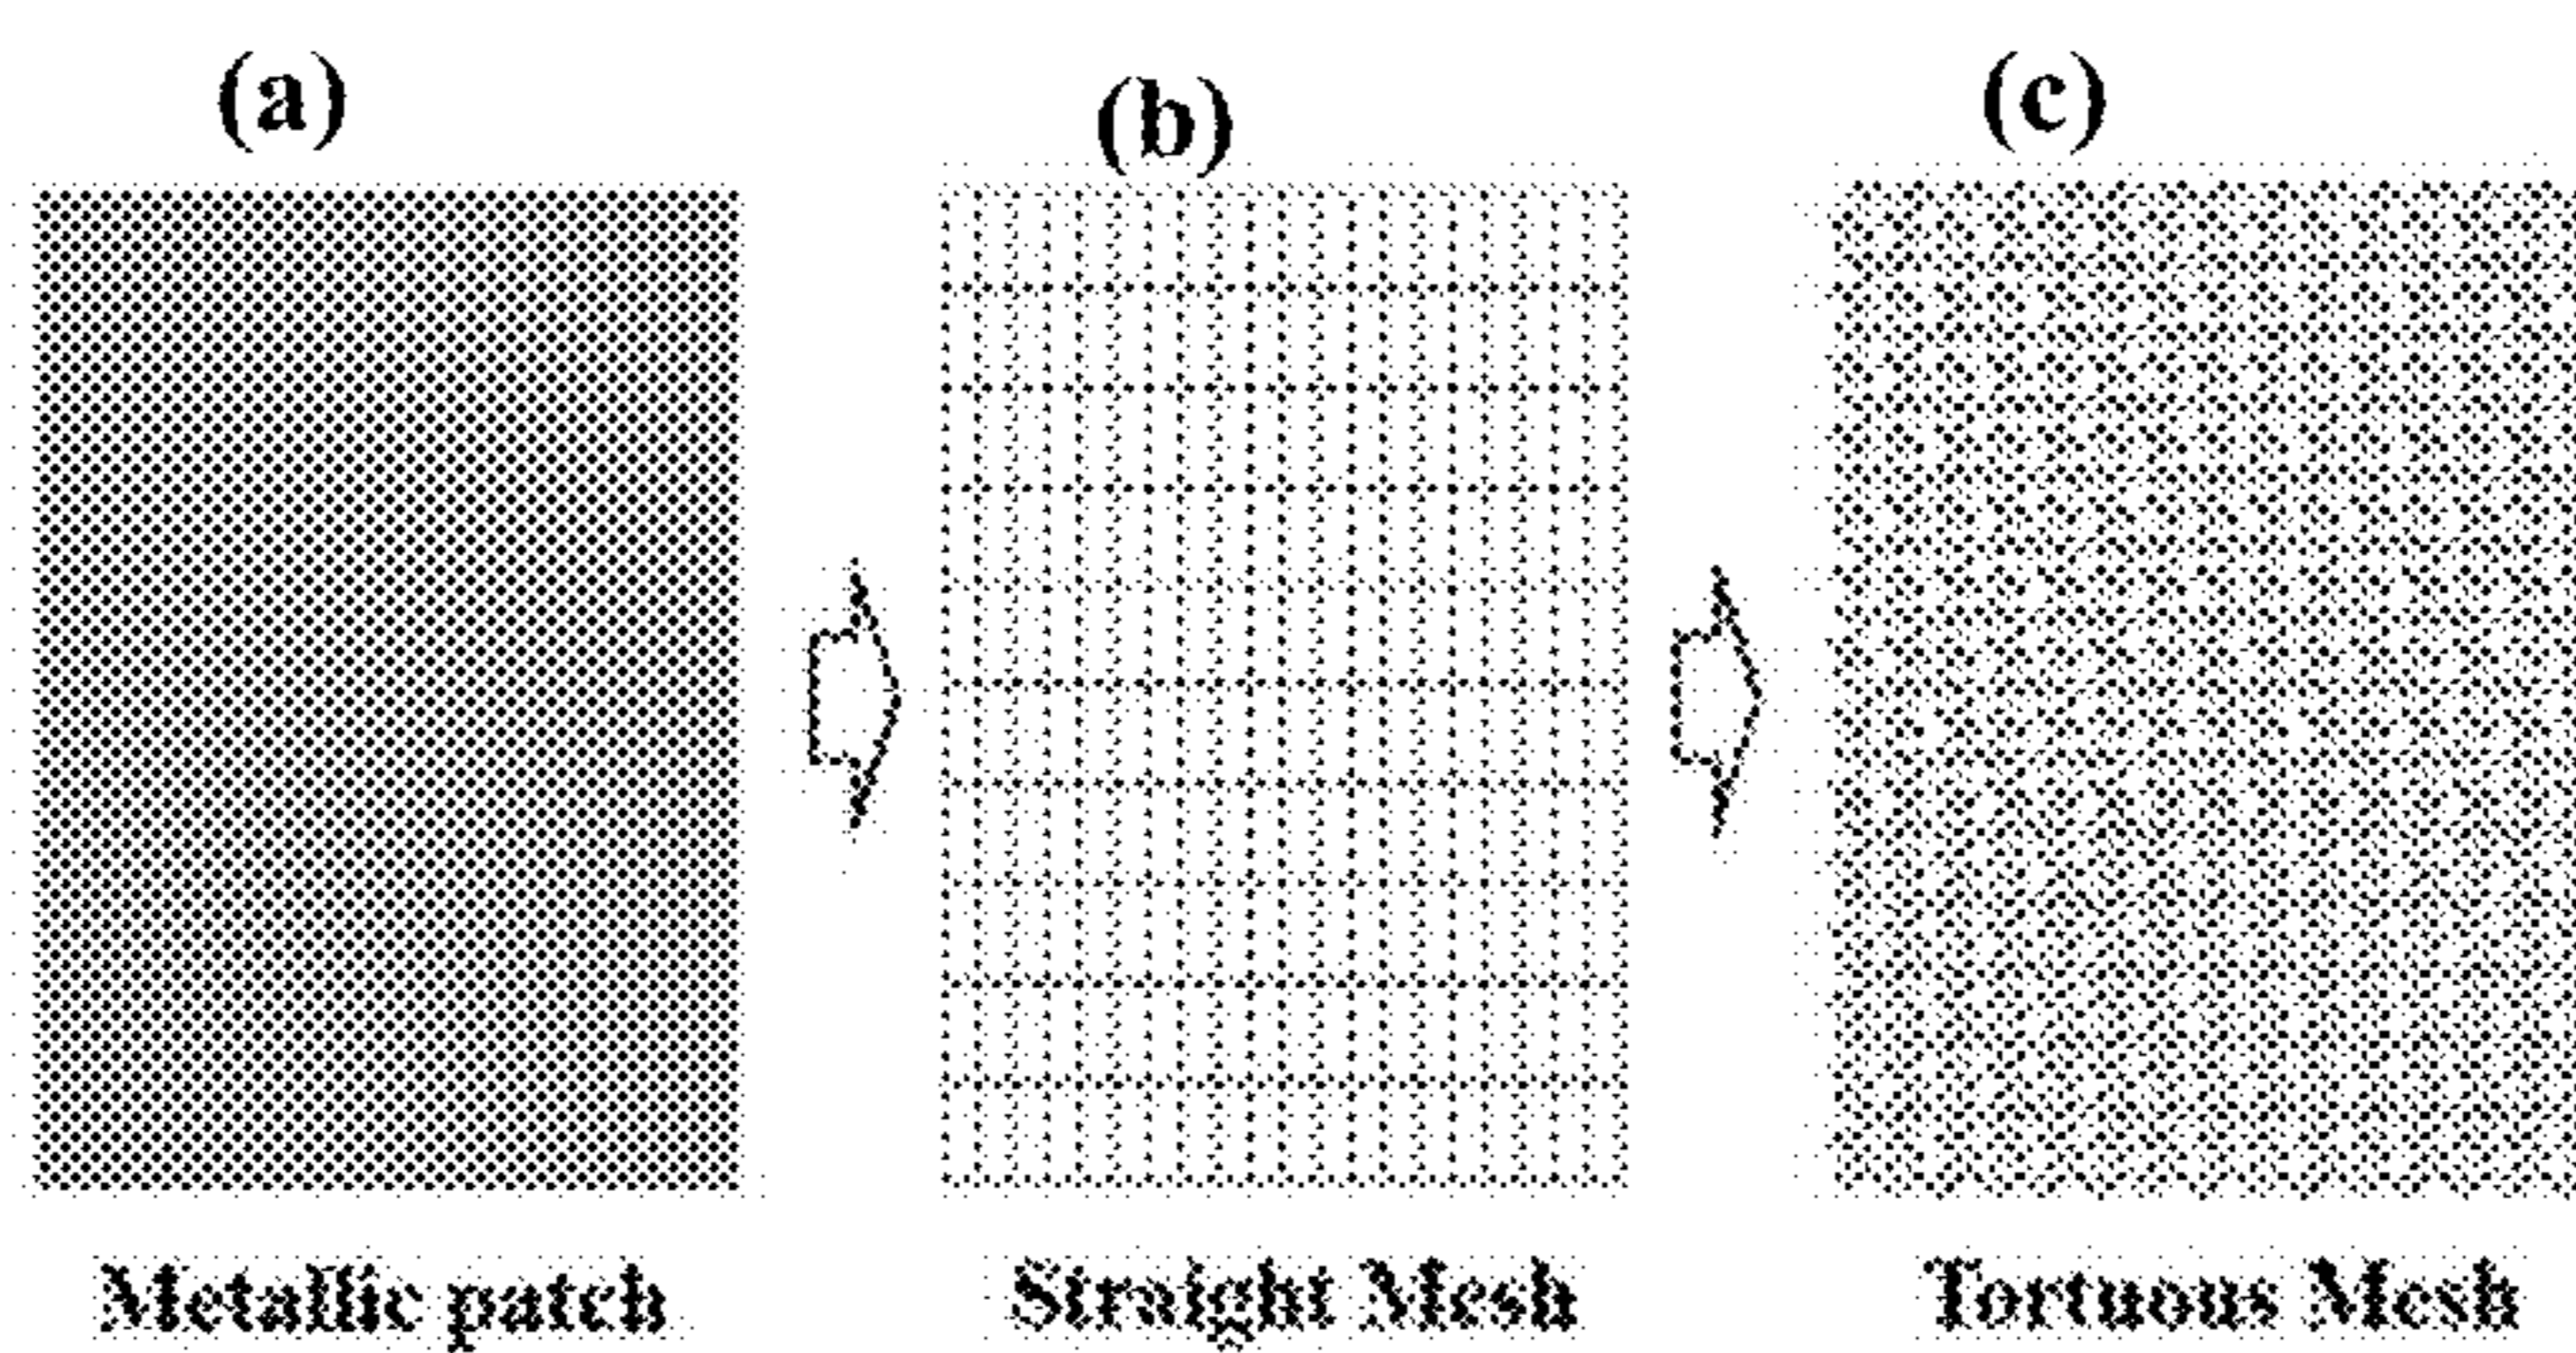 (a)
(b)
(c)
Metallic patch
Straight Mesh
Tortuous Mesh